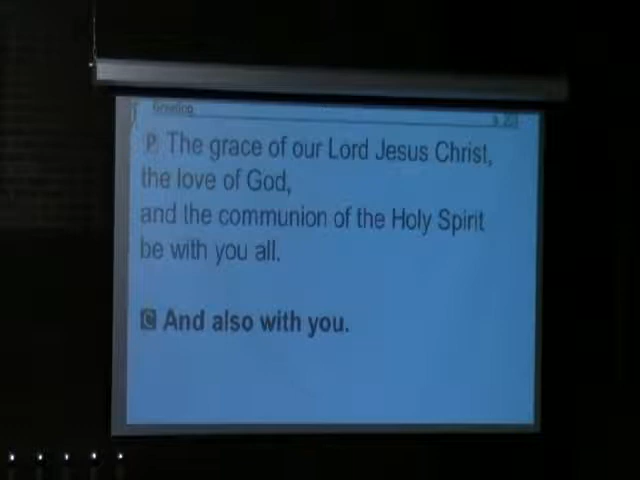 Greeting
P The grace of our Lord Jesus Christ,
the love of God,
and the communion of the Holy Spirit
be with you all.
C And also with you.